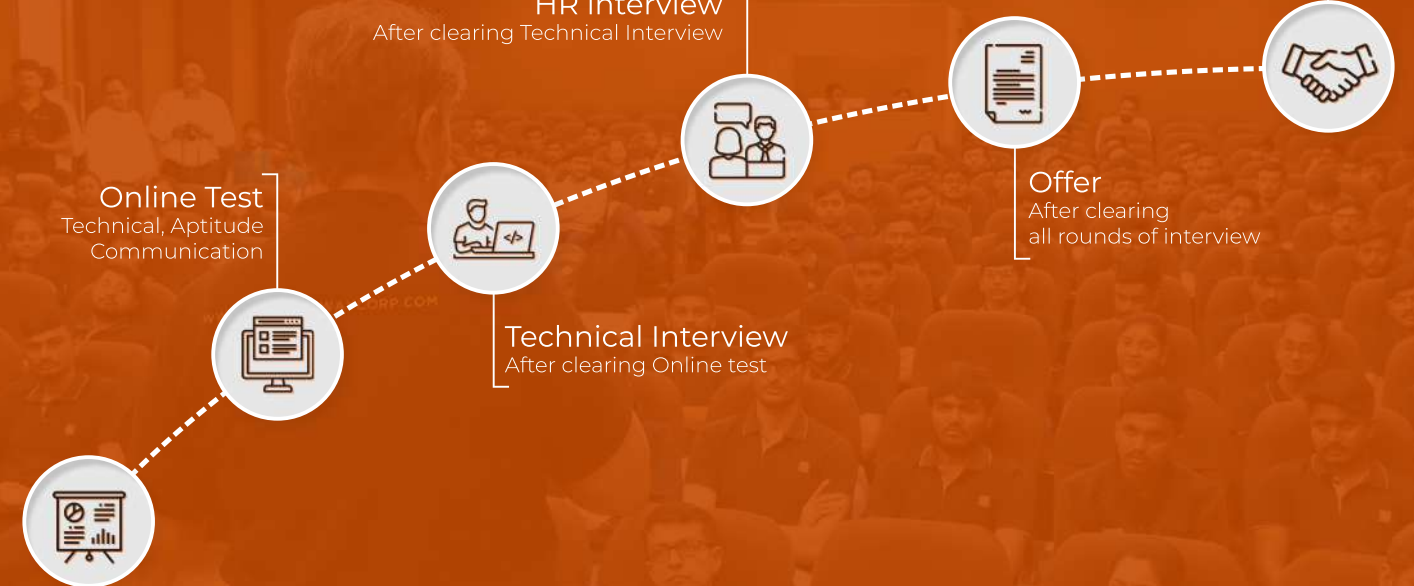 HR Interview
After clearing Technical Interview
Online Test
Technical, Aptitude
Communication
Offer
After clearing
all rounds of interview
Technical Interview
After clearing Online test